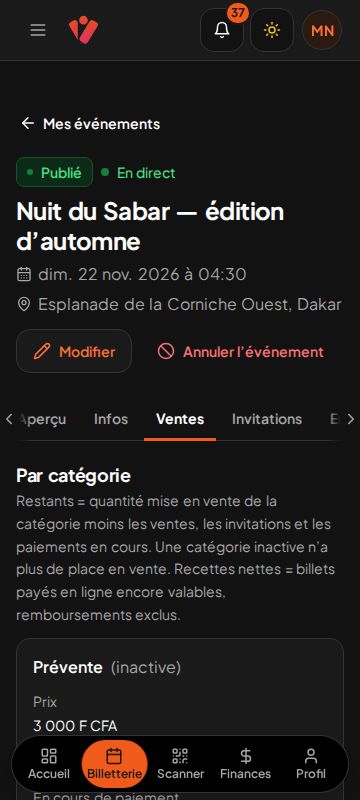 37
MN
Mes événements
Publié
En direct
Nuit du Sabar — édition
d’automne
dim. 22 nov. 2026 à 04:30
Esplanade de la Corniche Ouest, Dakar
Modifier
Annuler l’événement
Aperçu Infos Ventes Invitations
Par catégorie
Restants = quantité mise en vente de la
catégorie moins les ventes, les invitations et les
paiements en cours. Une catégorie inactive n’a
plus de place en vente. Recettes nettes = billets
payés en ligne encore valables,
remboursements exclus.
Prévente (inactive)
Prix
3 000 F CFA
Accueil Billetterie Scanner Finances Profil
En cours de paiement